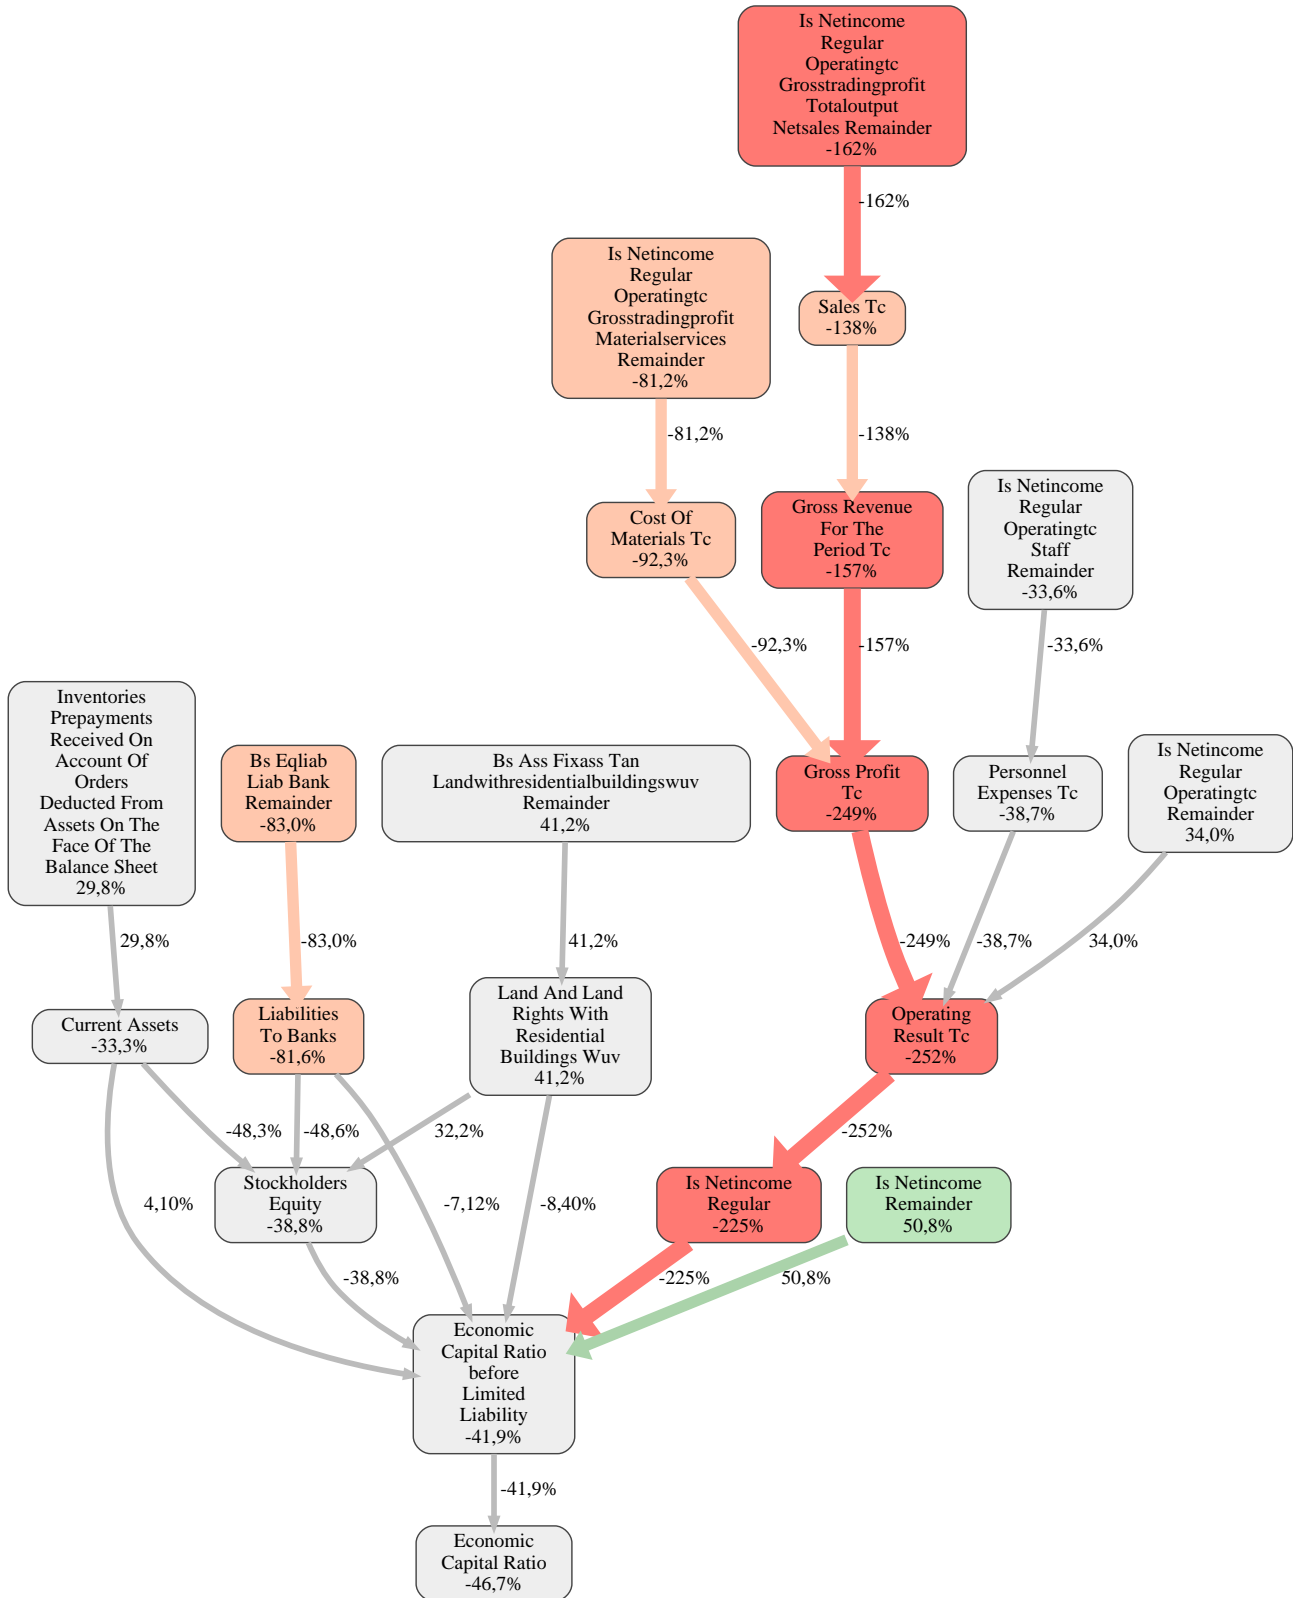 Is Netincome
Regular
Operatingtc
Grosstradingprofit
Totaloutput
Netsales Remainder
-162%
-162%
Is Netincome
Regular
Operatingtc
Grosstradingprofit
Materialservices
Remainder
-81,2%
Sales Tc
-138%
-81,2%
-138%
Is Netincome
Regular
Operatingtc
Staff
Remainder
-33,6%
Cost Of
Materials Tc
-92,3%
Gross Revenue
For The
Period Tc
-157%
-92,3%
-157%
-33,6%
Inventories
Prepayments
Received On
Account Of
Orders
Deducted From
Assets On The
Face Of The
Balance Sheet
29,8%
Bs Eqliab
Liab Bank
Remainder
-83,0%
Bs Ass Fixass Tan
Landwithresidentialbuildingswuv
Remainder
41,2%
Gross Profit
Tc
-249%
Personnel
Expenses Tc
-38,7%
Is Netincome
Regular
Operatingtc
Remainder
34,0%
29,8%
-83,0%
41,2%
-249%
-38,7%
34,0%
Current Assets
-33,3%
Liabilities
To Banks
-81,6%
Land And Land
Rights With
Residential
Buildings Wuv
41,2%
Operating
Result Tc
-252%
-48,3%
-48,6%
32,2%
-252%
4,10%
Stockholders
Equity
-38,8%
-7,12%
-8,40%
Is Netincome
Regular
-225%
Is Netincome
Remainder
50,8%
-38,8%
-225%
50,8%
Economic
Capital Ratio
before
Limited
Liability
-41,9%
-41,9%
Economic
Capital Ratio
-46,7%